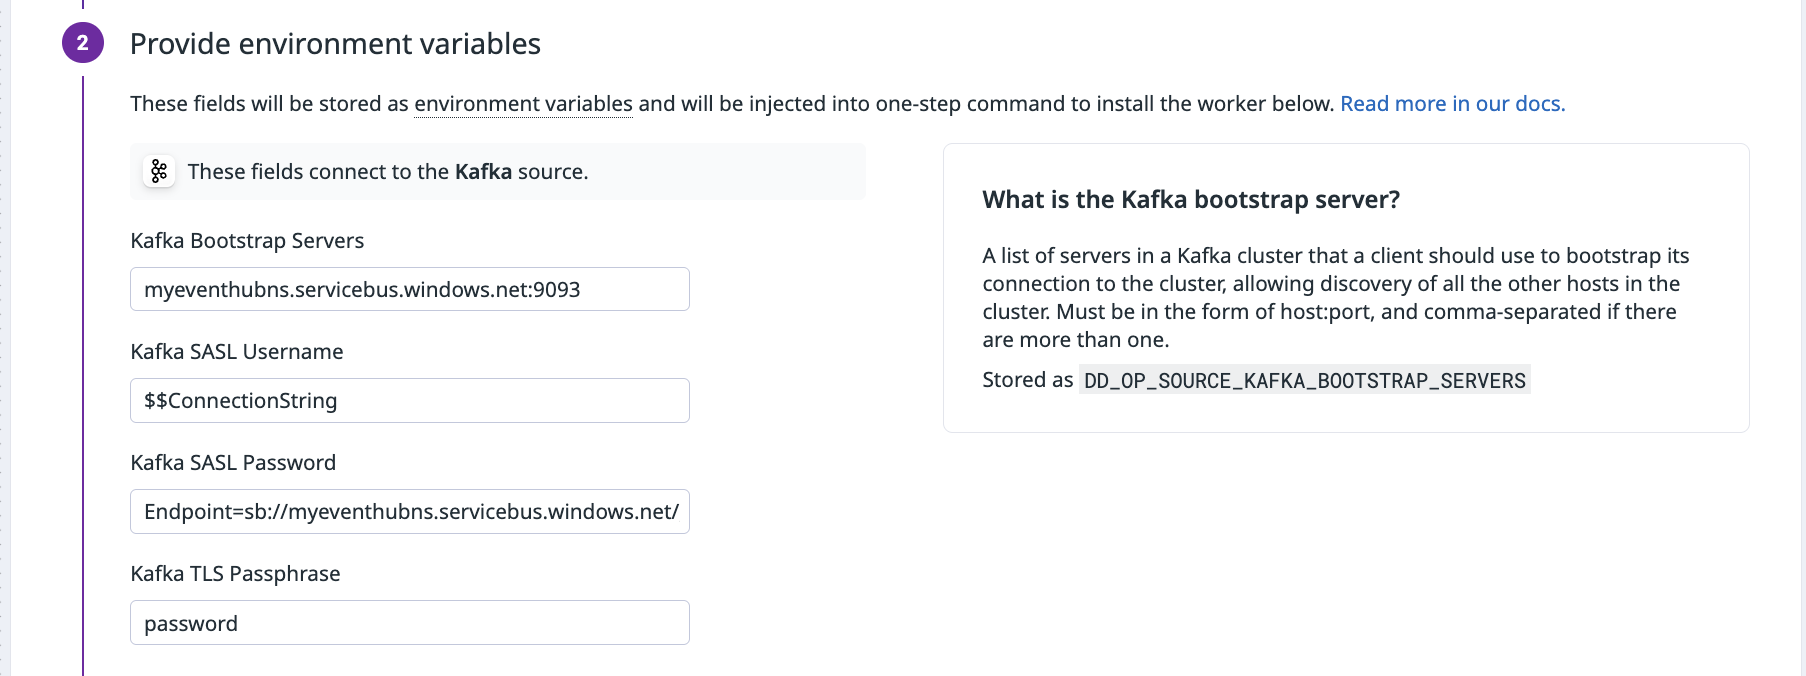 2
Provide environment variables
These fields will be stored as environment variables and will be injected into one-step command to install the worker below. Read more in our docs.
These fields connect to the Kafka source.
Kafka Bootstrap Servers
myeventhubns.servicebus.windows.net:9093
Kafka SASL Username
$$ConnectionString
Kafka SASL Password
Endpoint=sb://myeventhubns.servicebus.windows.net/
Kafka TLS Passphrase
password
What is the Kafka bootstrap server?
A list of servers in a Kafka cluster that a client should use to bootstrap its
connection to the cluster, allowing discovery of all the other hosts in the
cluster. Must be in the form of host:port, and comma-separated if there
are more than one.
Stored as DD_OP_SOURCE_KAFKA_BOOTSTRAP_SERVERS